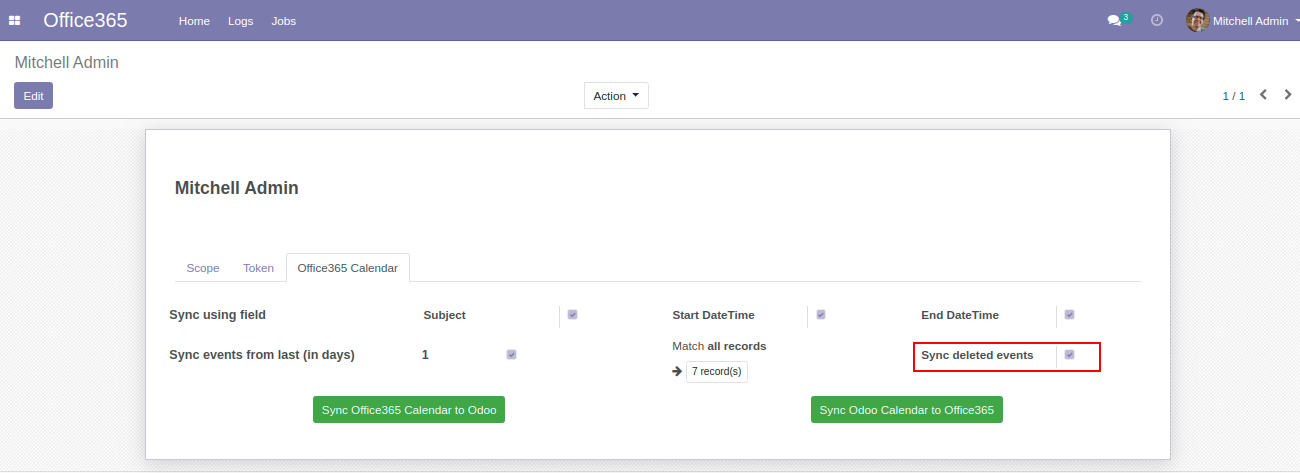 Office365 Home Logs Jobs 3 Mitchell Admin
Mitchell Admin
Edit Action 1 / 1
Mitchell Admin
Scope Token Office365 Calendar
Sync using field Subject Start DateTime End DateTime
Sync events from last (in days) 1 Match all records Sync deleted events
7 record(s)
Sync Office365 Calendar to Odoo Sync Odoo Calendar to Office365